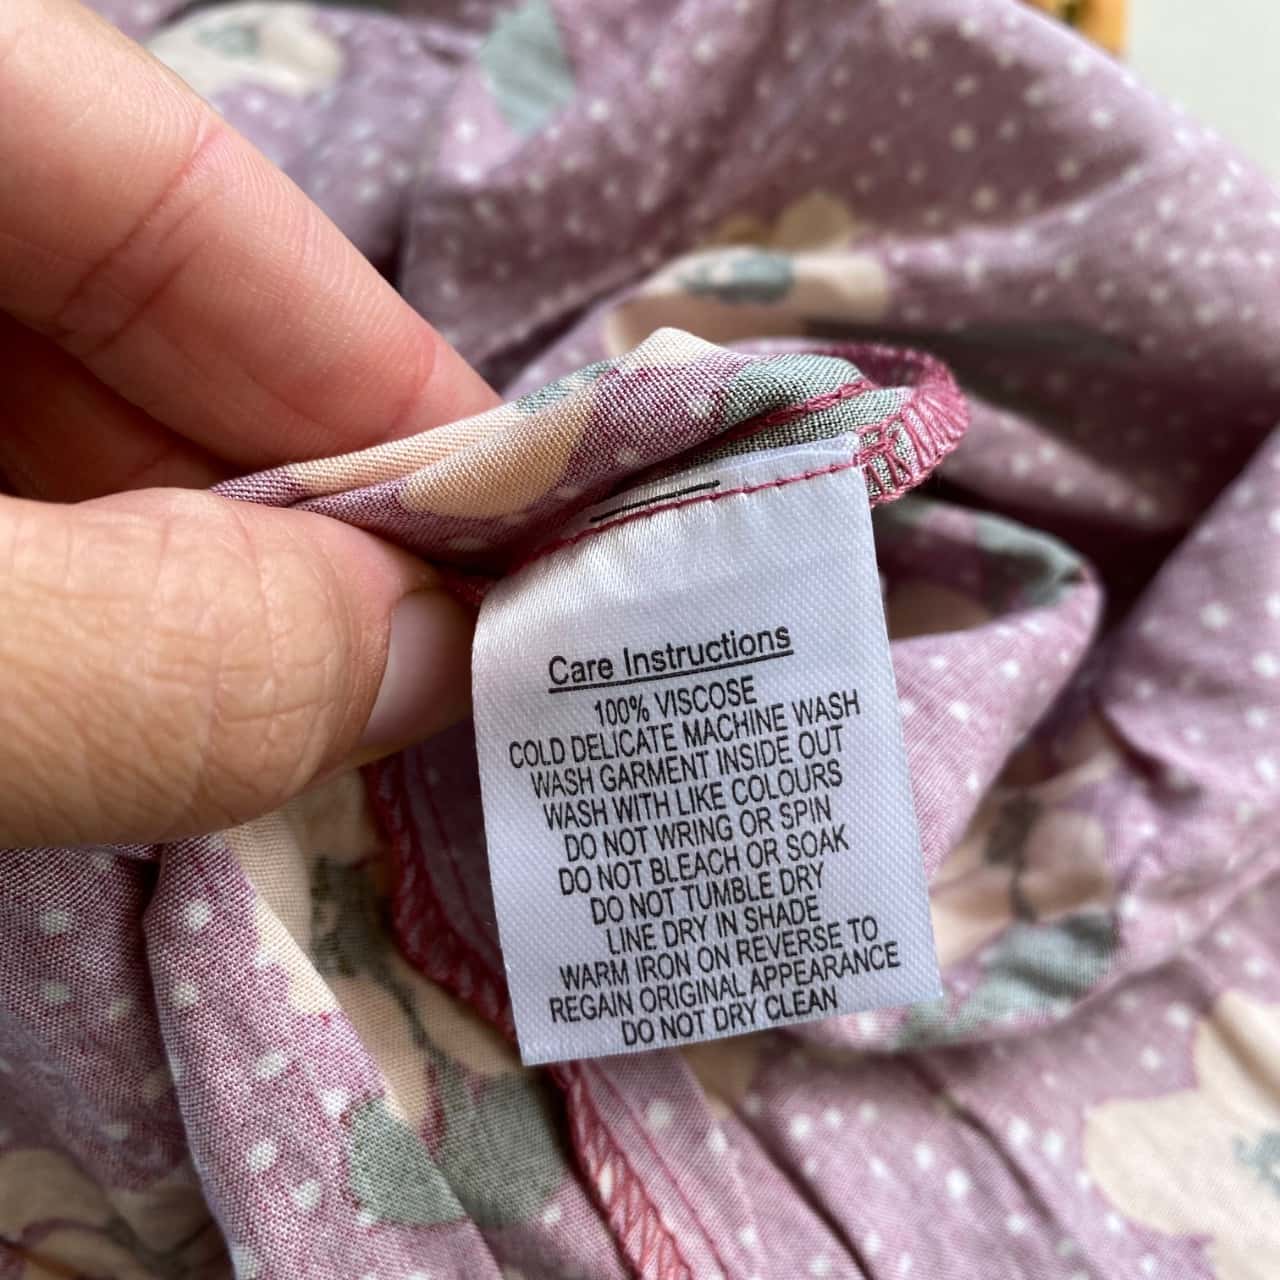 Care Instructions
100% VISCOSE
COLD DELICATE MACHINE WASH
WASH GARMENT INSIDE OUT
WASH WITH LIKE COLOURS
DO NOT WRING OR SPIN
DO NOT BLEACH OR SOAK
DO NOT TUMBLE DRY
LINE DRY IN SHADE
WARM IRON ON REVERSE TO
REGAIN ORIGINAL APPEARANCE
DO NOT DRY CLEAN